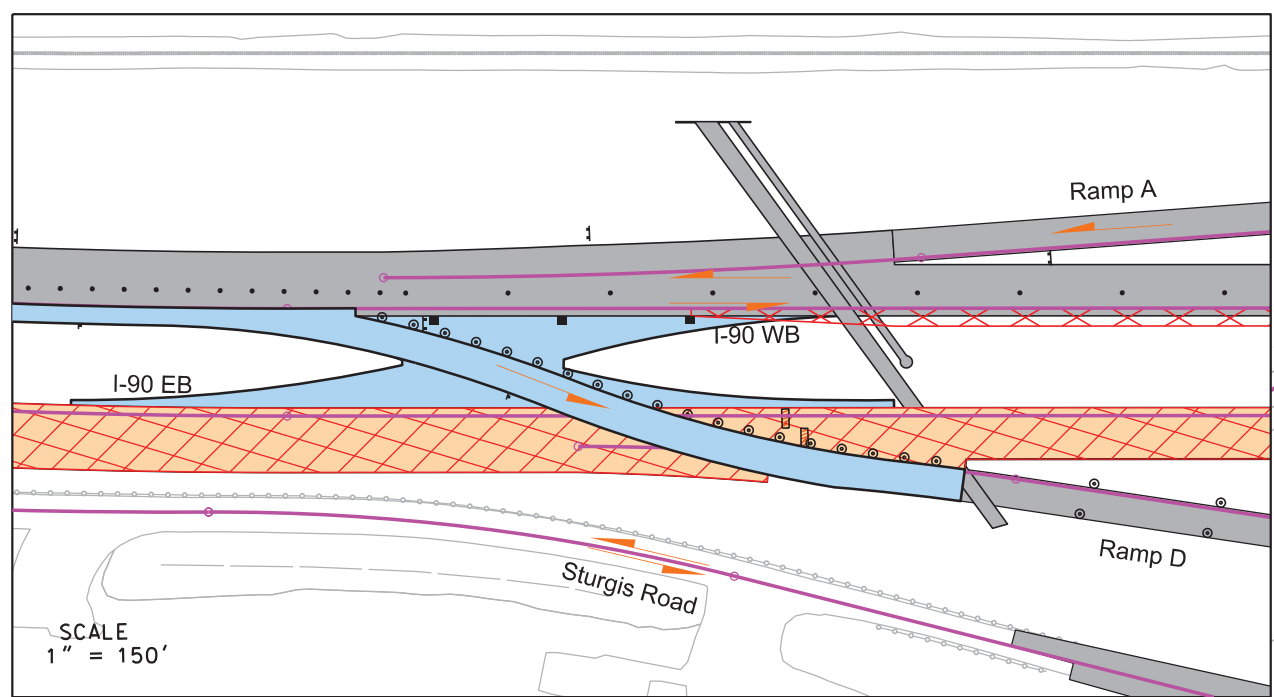 Ramp A
I-90 WB
I-90 EB
Ramp D
Sturgis Road
SCALE
1" = 150'